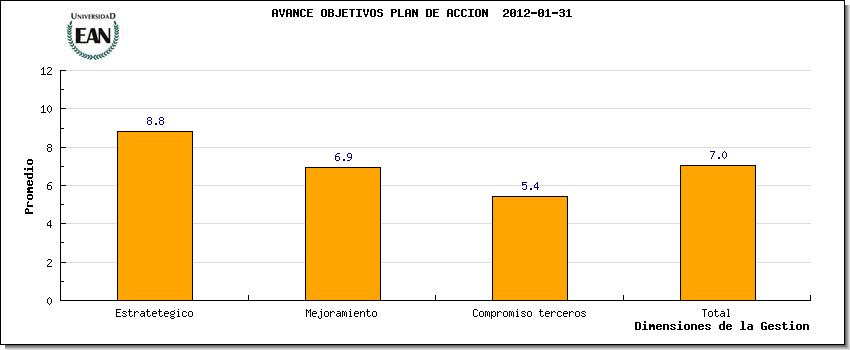 AVANCE OBJETIVOS PLAN DE ACCION 2012-01-31
UNIVERSIDAD
EAN
Promedio
12
10
8
6
4
2
0
8.8
6.9
5.4
7.0
Estratetegico
Mejoramiento
Compromiso terceros
Total
Dimensiones de la Gestion